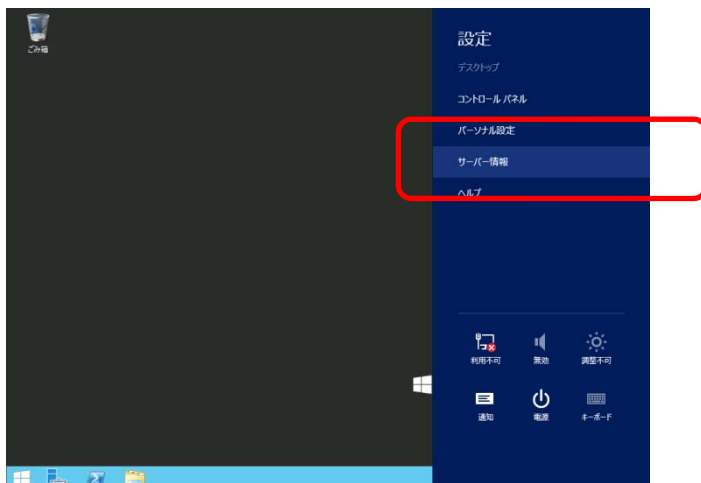 ごみ箱
設定
デスクトップ
コントロール パネル
パーソナル設定
サーバー情報
ヘルプ
利用不可
無効
調整不可
通知
電源
キーボード